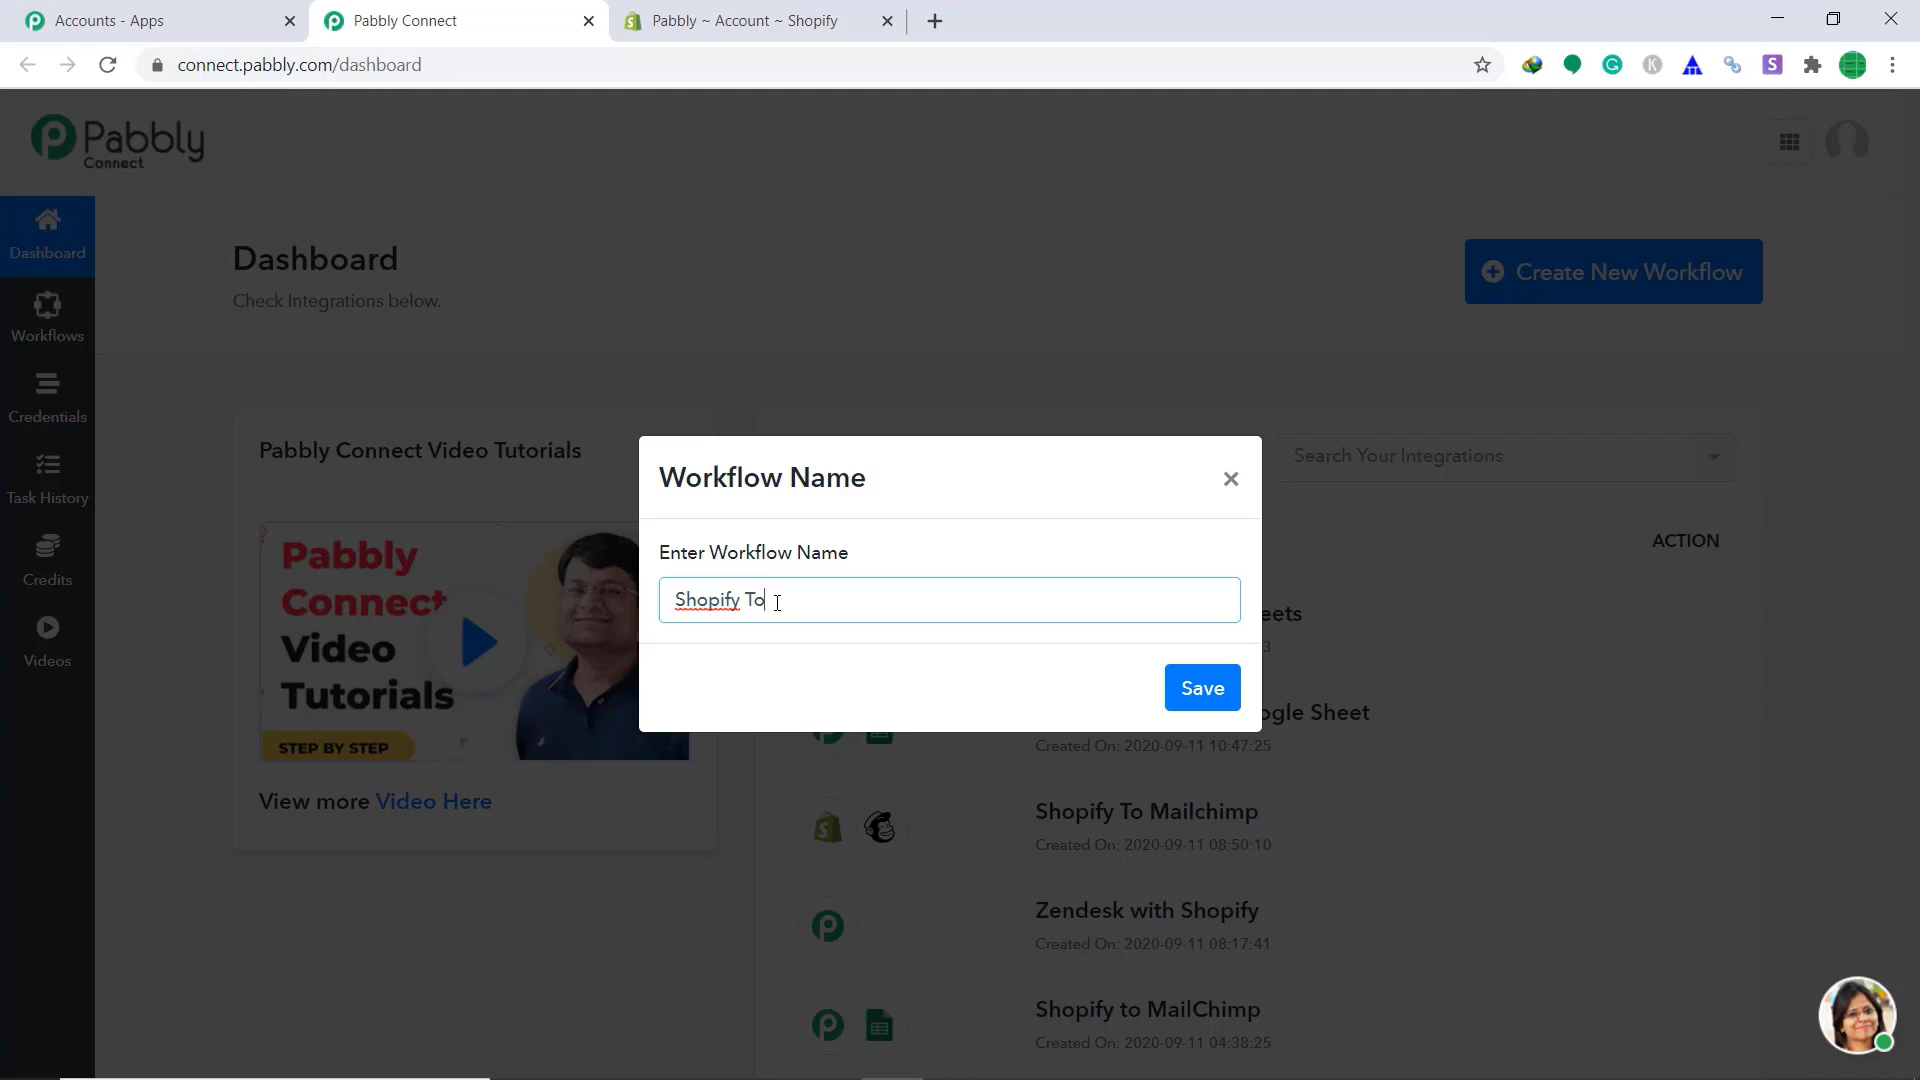 Accounts - Apps
Pabbly Connect
Pabbly ~ Account ~ Shopify
connect.pabbly.com/dashboard
Pabbly
Connect
Dashboard
Workflows
Credentials
Task History
Credits
Videos
Dashboard
Check Integrations below.
Create New Workflow
Pabbly Connect Video Tutorials
Pabbly
Connect
Video
Tutorials
STEP BY STEP
View more Video Here
Workflow Name
Enter Workflow Name
Shopify To
Save
Search Your Integrations
ACTION
eets
3
ogle Sheet
Created On: 2020-09-11 10:47:25
Shopify To Mailchimp
Created On: 2020-09-11 08:50:10
Zendesk with Shopify
Created On: 2020-09-11 08:17:41
Shopify to MailChimp
Created On: 2020-09-11 04:38:25